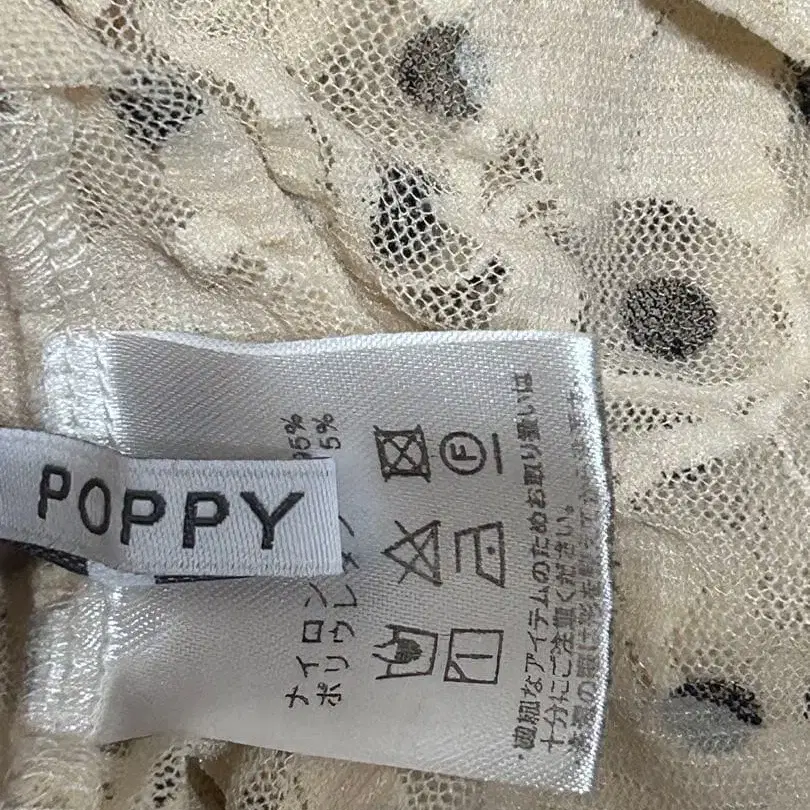 POPPY
ナイロン 95%
ポリウレタン 5%
F
・繊細なアイテムのためお取り扱いは
十分にご注意ください。